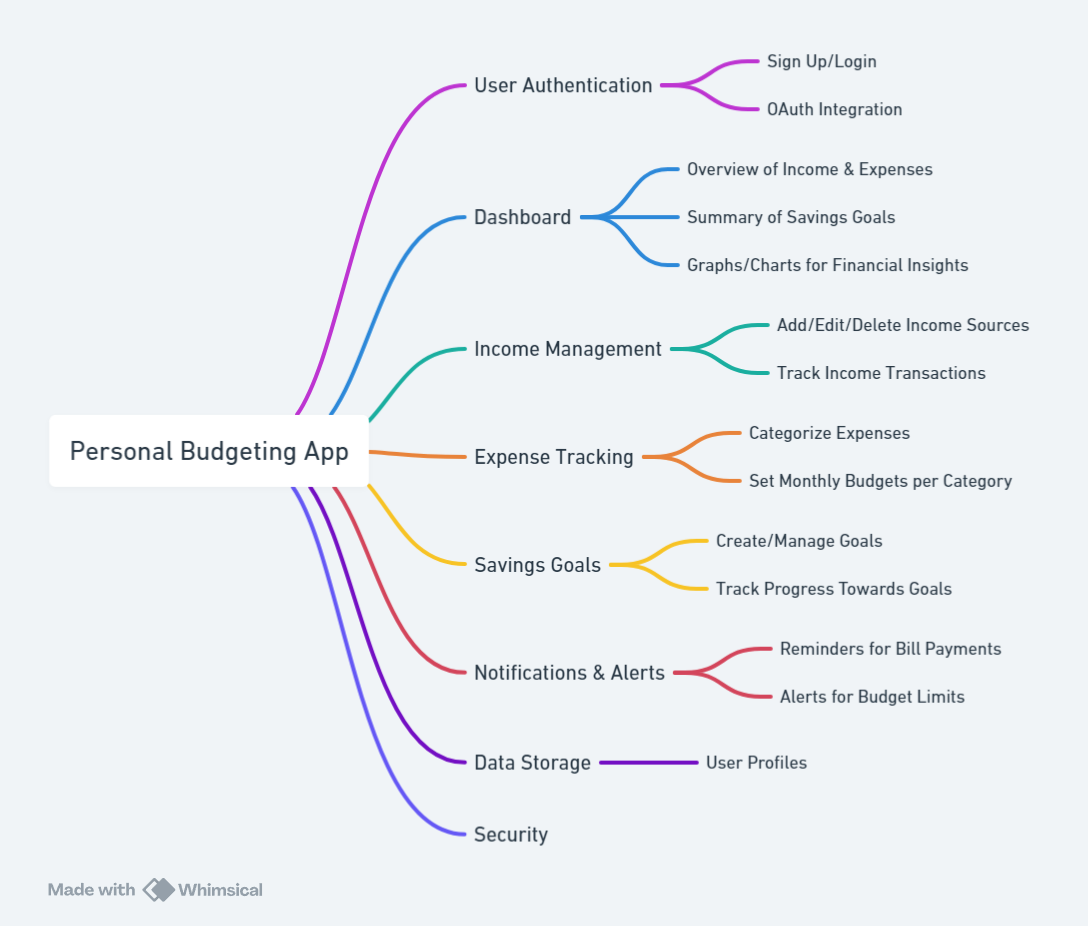 User Authentication
Sign Up/Login
OAuth Integration
Dashboard
Overview of Income & Expenses
Summary of Savings Goals
Graphs/Charts for Financial Insights
Income Management
Add/Edit/Delete Income Sources
Track Income Transactions
Personal Budgeting App
Expense Tracking
Categorize Expenses
Set Monthly Budgets per Category
Savings Goals
Create/Manage Goals
Track Progress Towards Goals
Notifications & Alerts
Reminders for Bill Payments
Alerts for Budget Limits
Data Storage
User Profiles
Security
Made with Whimsical